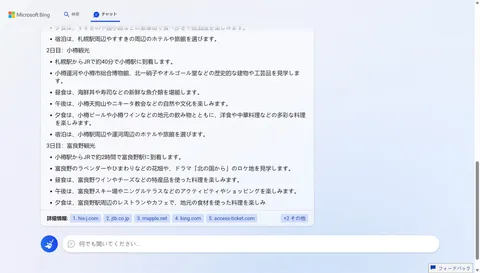 Microsoft Bing
検索
チャット
宿泊は、札幌駅周辺やすすきの周辺のホテルや旅館を選びます。
2日目：小樽観光
札幌駅からJRで約40分で小樽駅に到着します。
小樽運河や小樽市総合博物館、北一硝子やオルゴール堂などの歴史的な建物や工芸品を見学しま
す。
昼食は、海鮮丼や寿司などの新鮮な魚介類を堪能します。
午後は、小樽天狗山やニキータ教会などの自然や文化を楽しみます。
夕食は、小樽ビールや小樽ワインなどの地元の飲み物とともに、洋食や中華料理などの多彩な料理
を楽しみます。
宿泊は、小樽駅周辺や運河周辺のホテルや旅館を選びます。
3日目：富良野観光
小樽駅からJRで約2時間で富良野駅に到着します。
富良野のラベンダーやひまわりなどの花畑や、ドラマ「北の国から」のロケ地を見学します。
昼食は、富良野ワインやチーズなどの特産品を使った料理を楽しみます。
午後は、富良野スキー場やニングルテラスなどのアクティビティやショッピングを楽しみます。
夕食は、富良野駅周辺のレストランやカフェで、地元の食材を使った料理を楽しみ
詳細情報: 1. his-j.com 2. jtb.co.jp 3. mapple.net 4. icning.com 5. access-ticket.com +2 その他
何でも聞いてください...
フィードバック